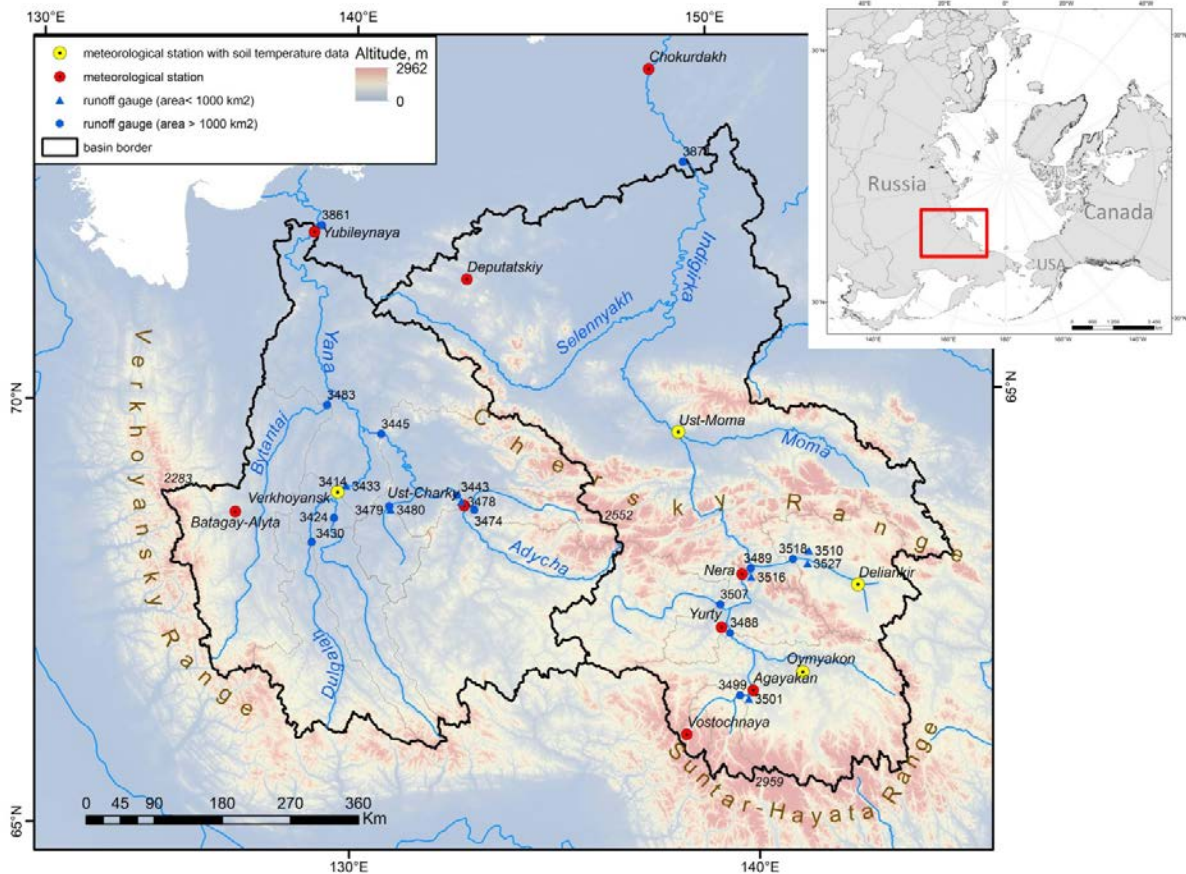 130°E
140°E
150°E
meteorological station with soil temperature data
meteorological station
runoff gauge (area< 1000 km2)
runoff gauge (area > 1000 km2)
basin border
Altitude, m
2962
0
Chokurdakh
Russia
Canada
USA
3861
Yubileynaya
Deputatskiy
Indigirka
Selennyakh
Yana
Verkhoyansky Range
70°N
65°N
3483
Bytantai
3445
Chersky Range
Ust-Moma
Moma
2283
3414
3433
Verkhoyansk
Ust-Charky
3443
3478
3474
3479
3480
3424
3430
Batagay-Alyta
2552
Adychа
3489
3518
3510
3527
Nera
3516
Deliankir
3507
Yurty
3488
Oymyakon
Dulgalah
3499
Agayakan
3501
Vostochnaya
2959
Suntar-Hayata Range
0 45 90 180 270 360
Km
65°N
130°E
140°E